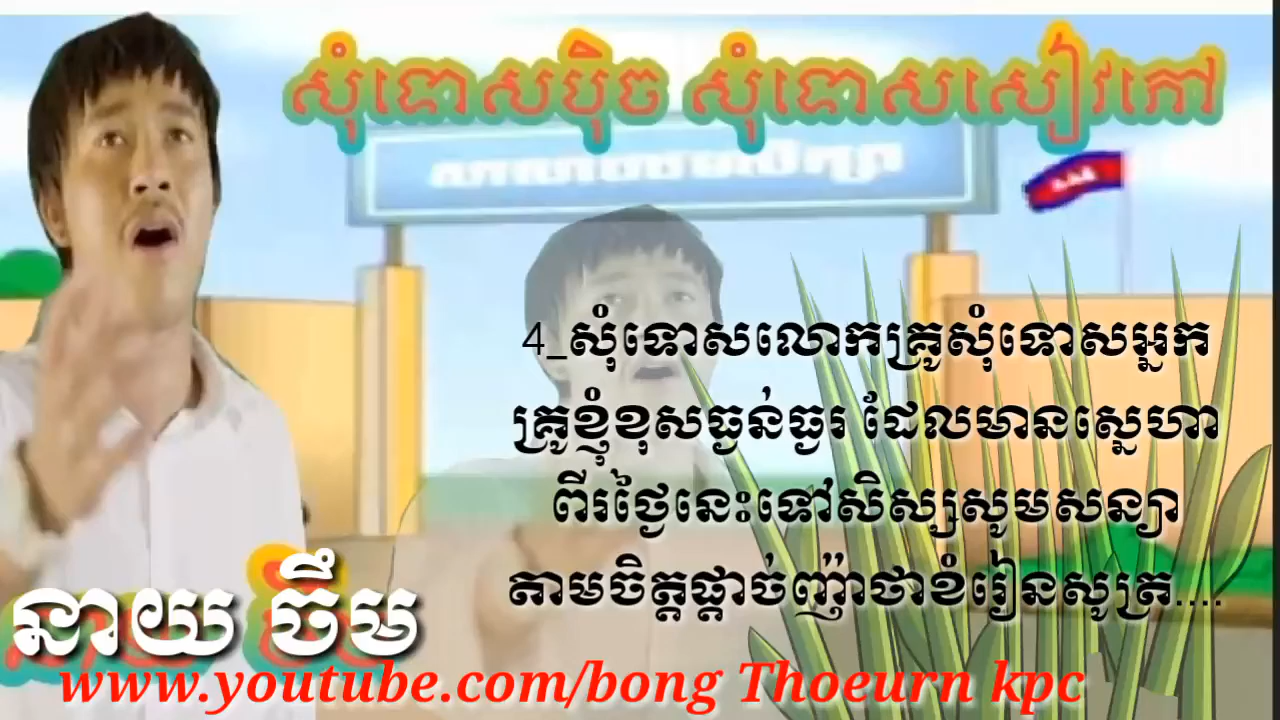 សុំទោសប៊ិច សុំទោសសៀវភៅ
4_សុំទោសលោកគ្រូសុំទោសអ្នក
គ្រូខ្ញុំខុសធ្ងន់ធ្ងរ ដែលមានស្នេហា
ពីរថ្ងៃនេះទៅសិស្សសូមសន្យា
តាមចិត្តផ្តាច់ញ៉ាថាខំរៀនសូត្រ....
នាយ ចឹម
www.youtube.com/bong Thoeurn kpc